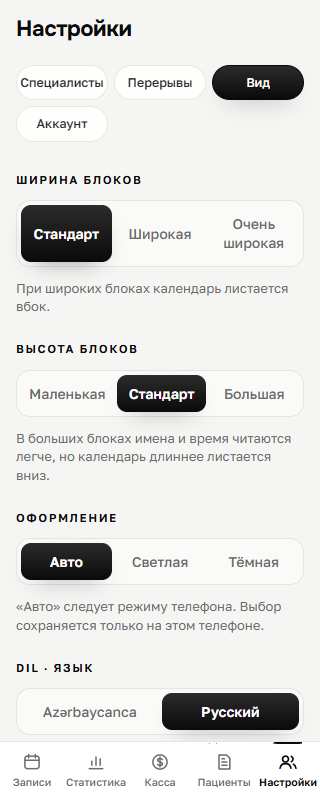 Настройки
Специалисты
Перерывы
Вид
Аккаунт
ШИРИНА БЛОКОВ
Стандарт
Широкая
Очень
широкая
При широких блоках календарь листается
вбок.
ВЫСОТА БЛОКОВ
Маленькая
Стандарт
Большая
В больших блоках имена и время читаются
легче, но календарь длиннее листается
вниз.
ОФОРМЛЕНИЕ
Авто
Светлая
Тёмная
«Авто» следует режиму телефона. Выбор
сохраняется только на этом телефоне.
DIL · ЯЗЫК
Azərbaycanca
Русский
Записи
Статистика
Касса
Пациенты
Настройки